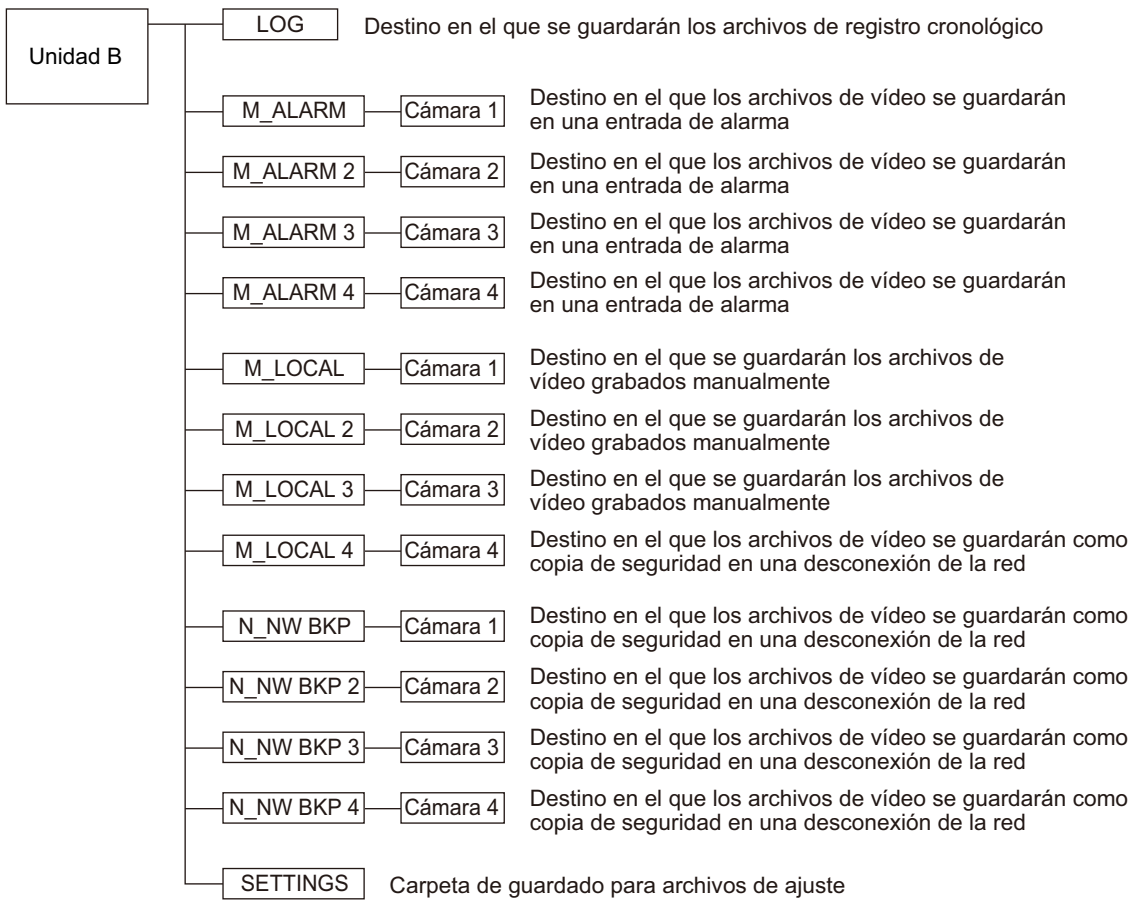 Unidad B
LOG Destino en el que se guardarán los archivos de registro cronológico
M_ALARM Cámara 1 Destino en el que los archivos de vídeo se guardarán
en una entrada de alarma
M_ALARM 2 Cámara 2 Destino en el que los archivos de vídeo se guardarán
en una entrada de alarma
M_ALARM 3 Cámara 3 Destino en el que los archivos de vídeo se guardarán
en una entrada de alarma
M_ALARM 4 Cámara 4 Destino en el que los archivos de vídeo se guardarán
en una entrada de alarma
M_LOCAL Cámara 1 Destino en el que se guardarán los archivos de
vídeo grabados manualmente
M_LOCAL 2 Cámara 2 Destino en el que se guardarán los archivos de
vídeo grabados manualmente
M_LOCAL 3 Cámara 3 Destino en el que se guardarán los archivos de
vídeo grabados manualmente
M_LOCAL 4 Cámara 4 Destino en el que los archivos de vídeo se guardarán como
copia de seguridad en una desconexión de la red
N_NW BKP Cámara 1 Destino en el que los archivos de vídeo se guardarán como
copia de seguridad en una desconexión de la red
N_NW BKP 2 Cámara 2 Destino en el que los archivos de vídeo se guardarán como
copia de seguridad en una desconexión de la red
N_NW BKP 3 Cámara 3 Destino en el que los archivos de vídeo se guardarán como
copia de seguridad en una desconexión de la red
N_NW BKP 4 Cámara 4 Destino en el que los archivos de vídeo se guardarán como
copia de seguridad en una desconexión de la red
SETTINGS Carpeta de guardado para archivos de ajuste